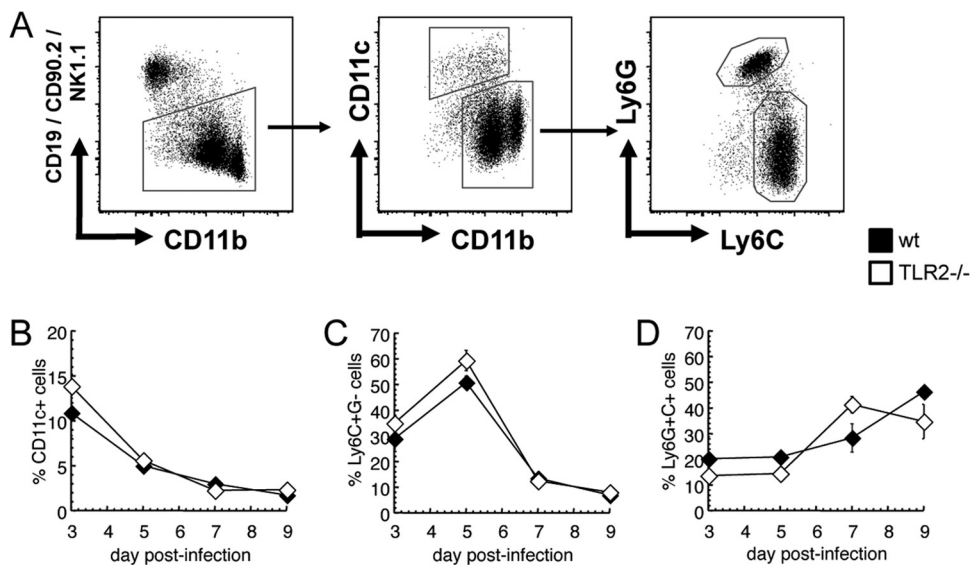 A
CD19 / CD90.2 /
NK1.1
CD11b
CD11c
CD11b
Ly6G
Ly6C
wt
TLR2-/-
B
% CD11c+ cells
20
15
10
5
0
3 4 5 6 7 8 9
day post-infection
C
% Ly6C+G- cells
70
60
50
40
30
20
10
0
3 4 5 6 7 8 9
day post-infection
D
% Ly6G+C+ cells
70
60
50
40
30
20
10
0
3 4 5 6 7 8 9
day post-infection